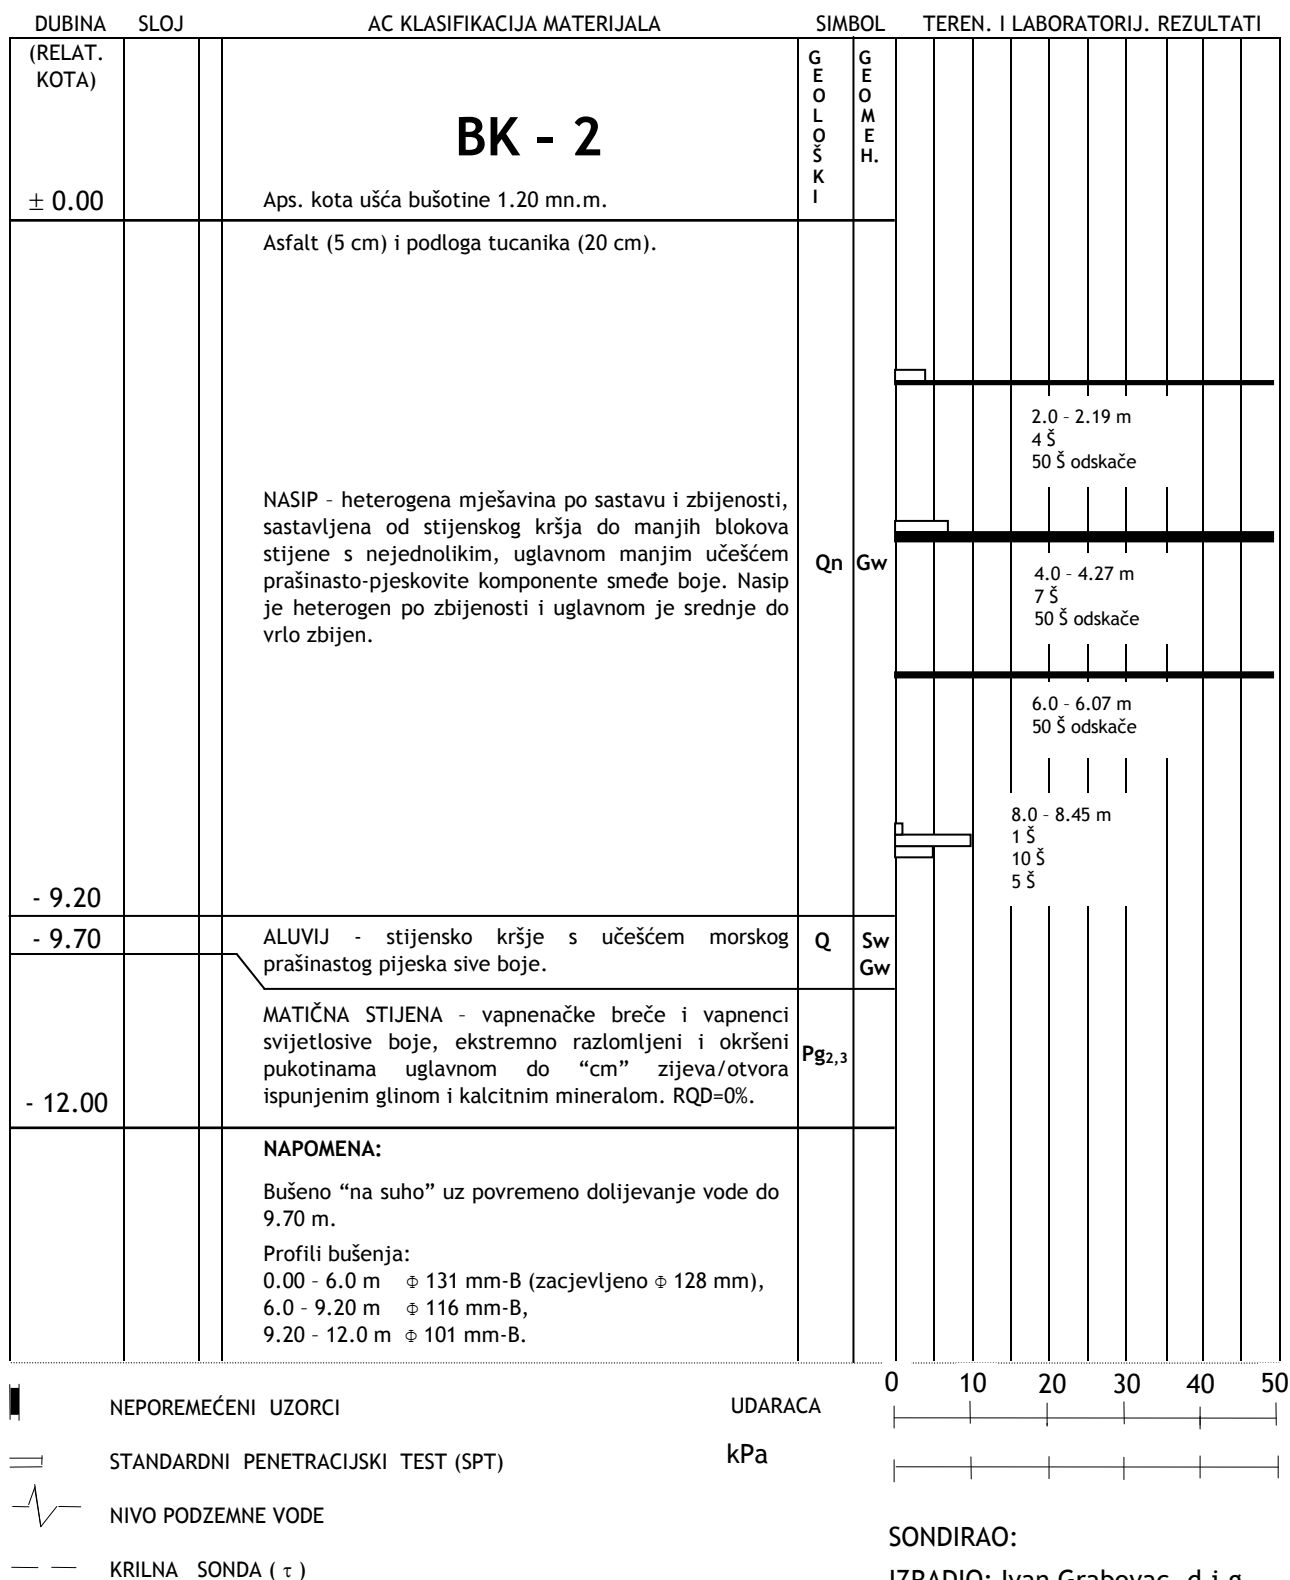 DUBINA SLOJ AC KLASIFIKACIJA MATERIJALA SIMBOL TEREN. I LABORATORIJ. REZULTATI
(RELAT.
KOTA)
GEOLOŠKI
GEOMEH.
BK - 2
± 0.00
Aps. kota ušća bušotine 1.20 mn.m.
Asfalt (5 cm) i podloga tucanika (20 cm).
2.0 – 2.19 m
4 Š
50 Š odskače
NASIP – heterogena mješavina po sastavu i zbijenosti,
sastavljena od stijenskog kršja do manjih blokova
stijene s nejednolikim, uglavnom manjim učešćem
prašinasto-pjeskovite komponente smeđe boje. Nasip
je heterogen po zbijenosti i uglavnom je srednje do
vrlo zbijen.
Qn Gw
4.0 – 4.27 m
7 Š
50 Š odskače
6.0 – 6.07 m
50 Š odskače
8.0 – 8.45 m
1 Š
10 Š
5 Š
- 9.20
- 9.70
ALUVIJ - stijensko kršje s učešćem morskog
prašinastog pijeska sive boje.
Q Sw
Gw
MATIČNA STIJENA – vapnenačke breče i vapnenci
svijetlosive boje, ekstremno razlomljeni i okršeni
pukotinama uglavnom do “cm” zijeva/otvora
ispunjenim glinom i kalcitnim mineralom. RQD=0%.
Pg2,3
- 12.00
NAPOMENA:
Bušeno “na suho” uz povremeno dolijevanje vode do
9.70 m.
Profili bušenja:
0.00 – 6.0 m Φ 131 mm-B (zacjevljeno Φ 128 mm),
6.0 – 9.20 m Φ 116 mm-B,
9.20 – 12.0 m Φ 101 mm-B.
0 10 20 30 40 50
NEPOREMEĆENI UZORCI UDARACA
STANDARDNI PENETRACIJSKI TEST (SPT) kPa
NIVO PODZEMNE VODE
SONDIRAO:
KRILNA SONDA ( τ )
IZRADIO: Ivan Grabovac, d.i.g.